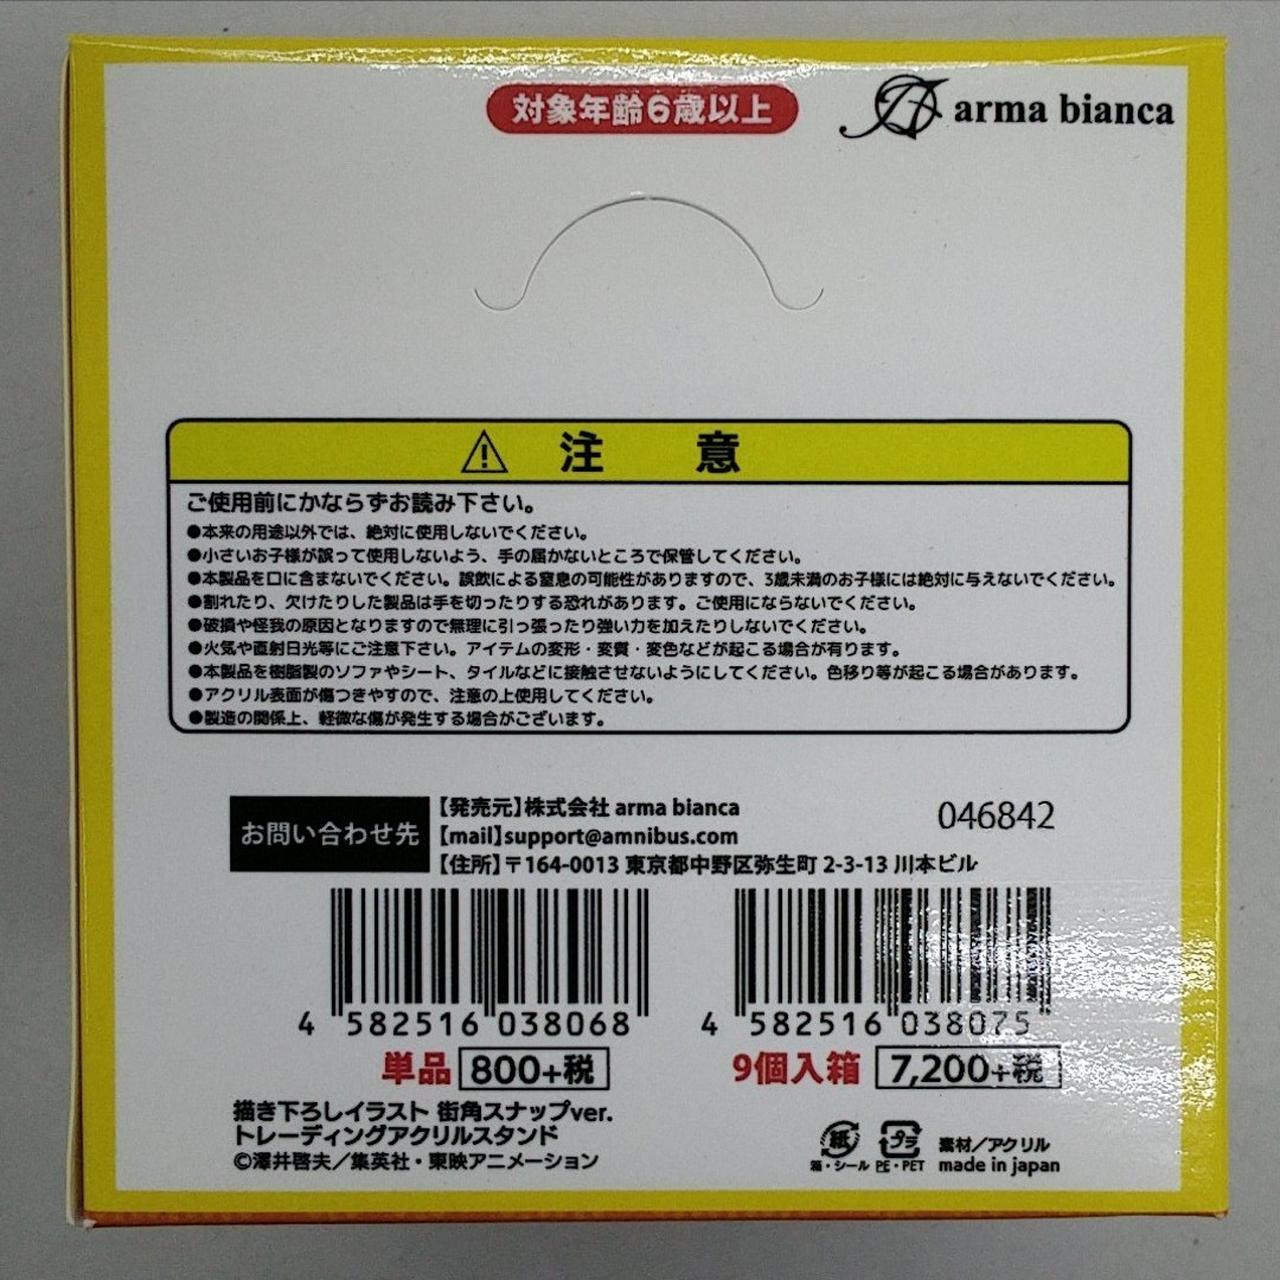 対象年齢6歳以上
arma bianca
注 意
ご使用前にかならずお読み下さい。
●本来の用途以外では、絶対に使用しないでください。
●小さいお子様が誤って使用しないよう、手の届かないところで保管してください。
●本製品を口に含まないでください。誤飲による窒息の可能性がありますので、3歳未満のお子様には絶対に与えないでください。
●割れたり、欠けたりした製品は手を切ったりする恐れがあります。ご使用にならないでください。
●破損や怪我の原因となりますので無理に引っ張ったり強い力を加えたりしないでください。
●火気や直射日光等にご注意下さい。アイテムの変形・変質・変色などが起こる場合が有ります。
●本製品を樹脂製のソファやシート、タイルなどに接触させないようにしてください。色移り等が起こる場合があります。
●アクリル表面が傷つきやすので、注意の上使用してください。
●製造の関係上、軽微な傷が発生する場合がございます。
お問い合わせ先
【発売元】株式会社 arma bianca
【mail】support@amnibus.com
【住所】〒164-0013 東京都中野区弥生町 2-3-13 川本ビル
046842
4 582516 038068
4 582516 038075
単品 800+税
9個入箱 7,200+税
描き下ろしイラスト 街角スナップver.
トレーディングアクリルスタンド
©澤井啓夫／集英社・東映アニメーション
紙
箱・シール
プラ
PE・PET
素材／アクリル
made in japan